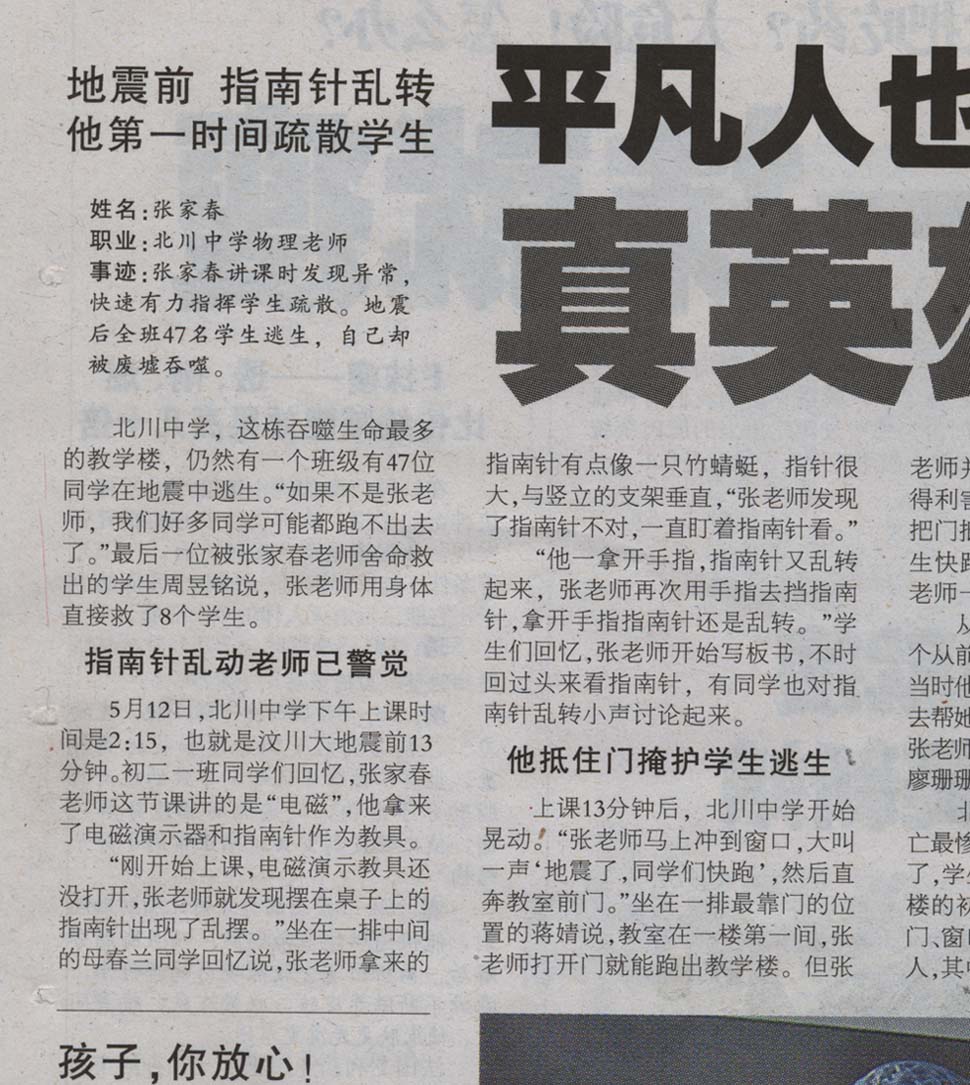 地震前 指南针乱转
他第一时间疏散学生
姓名:张家春
职业:北川中学物理老师
事迹:张家春讲课时发现异常,
快速有力指挥学生疏散。地震
后全班47名学生逃生，自己却
被废墟吞噬。
北川中学，这栋吞噬生命最多
的教学楼，仍然有一个班级有47位
同学在地震中逃生。“如果不是张老
师，我们好多同学可能都跑不出去
了。”最后一位被张家春老师舍命救
出的学生周昱铭说，张老师用身体
直接救了8个学生。
指南针乱动老师已警觉
5月12日,北川中学下午上课时
间是2:15，也就是汶川大地震前13
分钟。初二一班同学们回忆,张家春
老师这节课讲的是“电磁”,他拿来
了电磁演示器和指南针作为教具。
“刚开始上课,电磁演示教具还
没打开,张老师就发现摆在桌子上的
指南针出现了乱摆。”坐在一排中间
的母春兰同学回忆说,张老师拿来的
孩子,你放心!
平凡人也
真英
指南针有点像一只竹蜻蜓，指针很
大,与竖立的支架垂直,“张老师发现
了指南针不对,一直盯着指南针看。”
“他一拿开手指,指南针又乱转
起来，张老师再次用手指去挡指南
针,拿开手指指南针还是乱转。”学
生们回忆,张老师开始写板书,不时
回过头来看指南针，有同学也对指
南针乱转小声讨论起来。
他抵住门掩护学生逃生
上课13分钟后，北川中学开始
晃动。“张老师马上冲到窗口,大叫
一声‘地震了,同学们快跑’,然后直
奔教室前门。”坐在一排最靠门的位
置的蒋婧说,教室在一楼第一间,张
老师打开门就能跑出教学楼。但张
老师
得利害
把门
生快
老师一
个从前
当时他
去帮她
张老师
廖珊珊
亡最惨
了,学
楼的初
门、窗
人,其